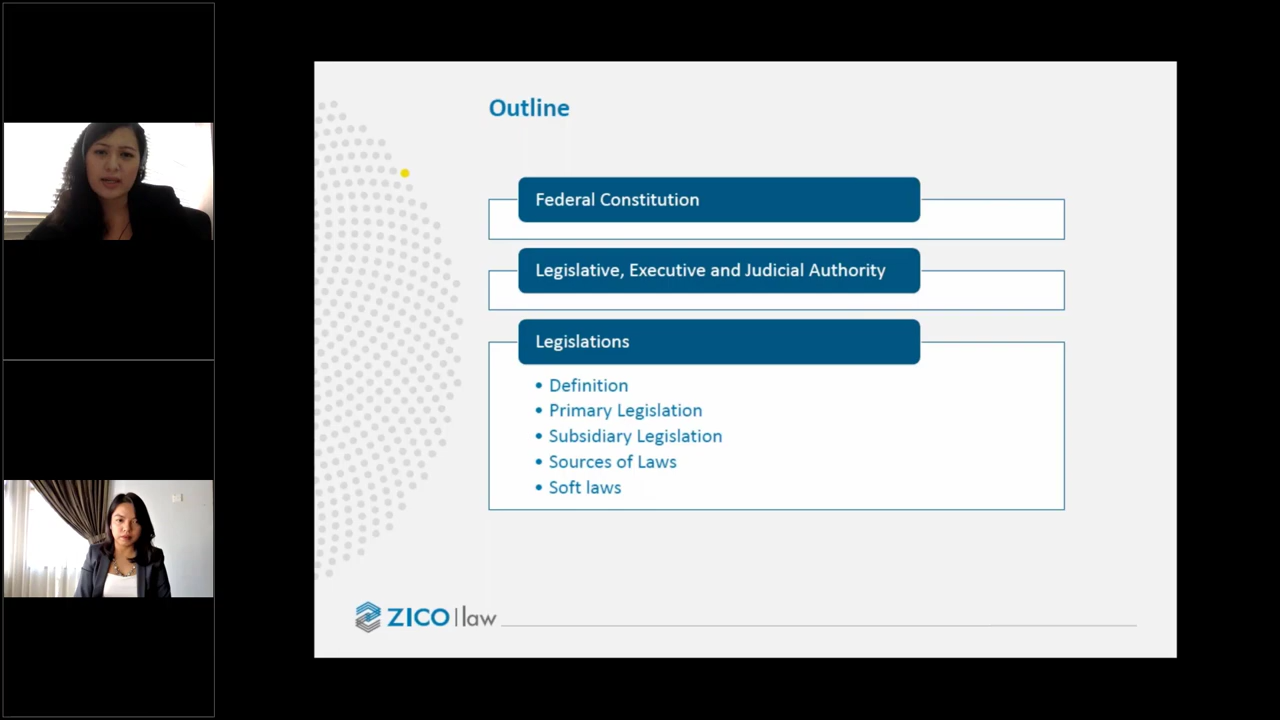 Outline
Federal Constitution
Legislative, Executive and Judicial Authority
Legislations
• Definition
• Primary Legislation
• Subsidiary Legislation
• Sources of Laws
• Soft laws
ZICO|law